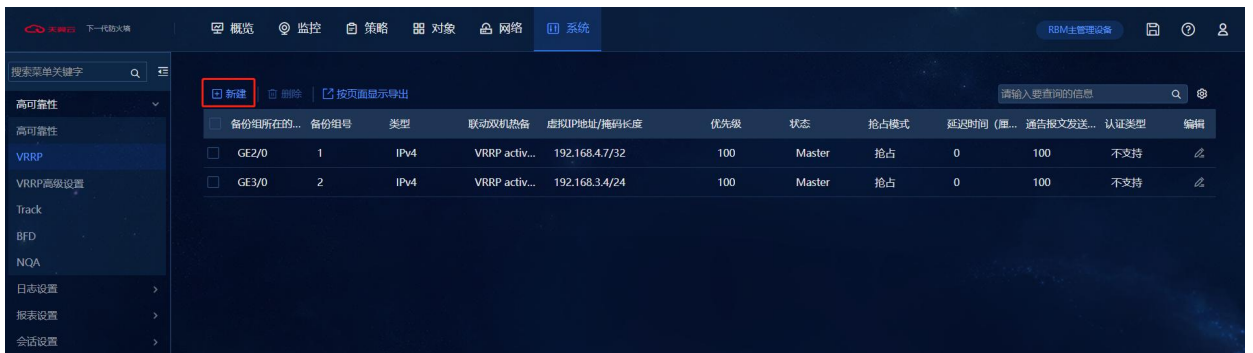 天翼云 下一代防火墙 概览 监控 策略 对象 网络 系统 RBM主管理设备
搜索菜单关键字
高可靠性
高可靠性
VRRP
VRRP高级设置
Track
BFD
NQA
日志设置
报表设置
会话设置
新建 删除 按页面显示导出 请输入要查询的信息
备份组所在的... 备份组号 类型 联动双机热备 虚拟IP地址/掩码长度 优先级 状态 抢占模式 延迟时间（厘... 通告报文发送... 认证类型 编辑
GE2/0 1 IPv4 VRRP activ... 192.168.4.7/32 100 Master 抢占 0 100 不支持
GE3/0 2 IPv4 VRRP activ... 192.168.3.4/24 100 Master 抢占 0 100 不支持